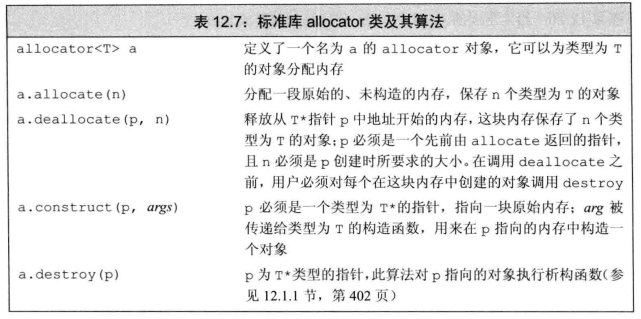 表 12.7：标准库 allocator 类及其算法
allocator<T> a 定义了一个名为 a 的 allocator 对象，它可以为类型为 T
的对象分配内存
a.allocate(n) 分配一段原始的、未构造的内存，保存 n 个类型为 T 的对象
a.deallocate(p, n) 释放从 T*指针 p 中地址开始的内存，这块内存保存了 n 个类
型为 T 的对象；p 必须是一个先前由 allocate 返回的指针，
且 n 必须是 p 创建时所要求的大小。在调用 deallocate 之
前，用户必须对每个在这块内存中创建的对象调用 destroy
a.construct(p, args) p 必须是一个类型为 T*的指针，指向一块原始内存；arg 被
传递给类型为 T 的构造函数，用来在 p 指向的内存中构造一
个对象
a.destroy(p) p 为 T*类型的指针，此算法对 p 指向的对象执行析构函数（参
见 12.1.1 节，第 402 页）